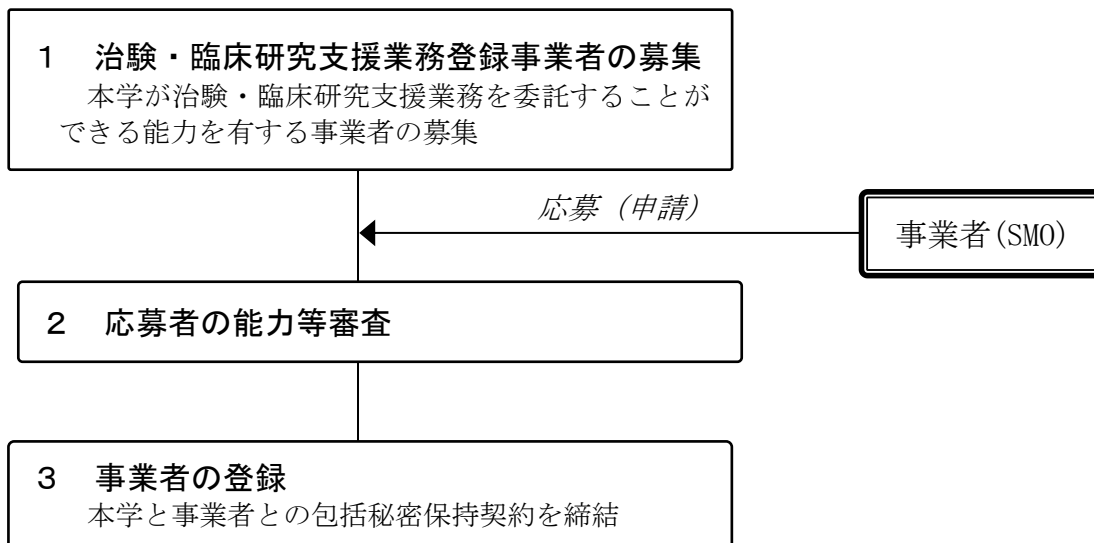 １　治験・臨床研究支援業務登録事業者の募集
本学が治験・臨床研究支援業務を委託することが
できる能力を有する事業者の募集
応募（申請）
事業者(SMO)
２　応募者の能力等審査
３　事業者の登録
本学と事業者との包括秘密保持契約を締結